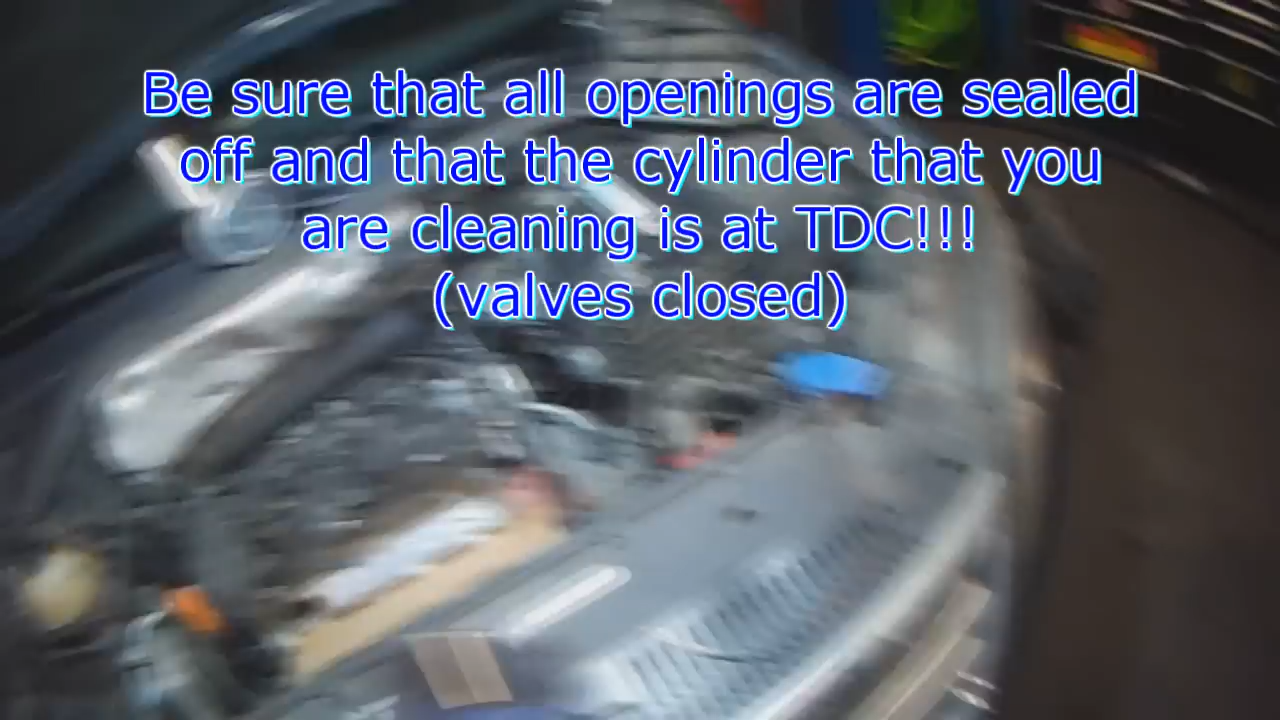 Be sure that all openings are sealed
off and that the cylinder that you
are cleaning is at TDC!!!
(valves closed)